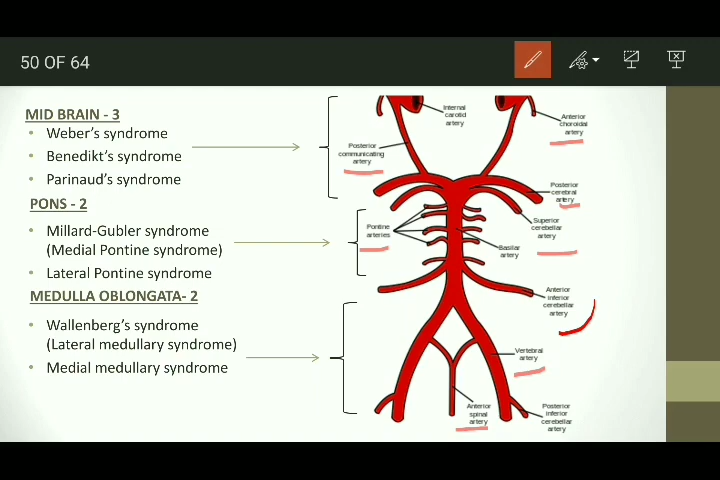 50 OF 64
MID BRAIN - 3
• Weber's syndrome
• Benedikt's syndrome
• Parinaud's syndrome
PONS - 2
• Millard-Gubler syndrome
(Medial Pontine syndrome)
• Lateral Pontine syndrome
MEDULLA OBLONGATA- 2
• Wallenberg's syndrome
(Lateral medullary syndrome)
• Medial medullary syndrome
Internal
carotid
artery
Anterior
choroidal
artery
Posterior
communicating
artery
Posterior
cerebral
artery
Superior
cerebellar
artery
Pontine
arteries
Basilar
artery
Anterior
inferior
cerebellar
artery
Vertebral
artery
Anterior
spinal
artery
Posterior
inferior
cerebellar
artery